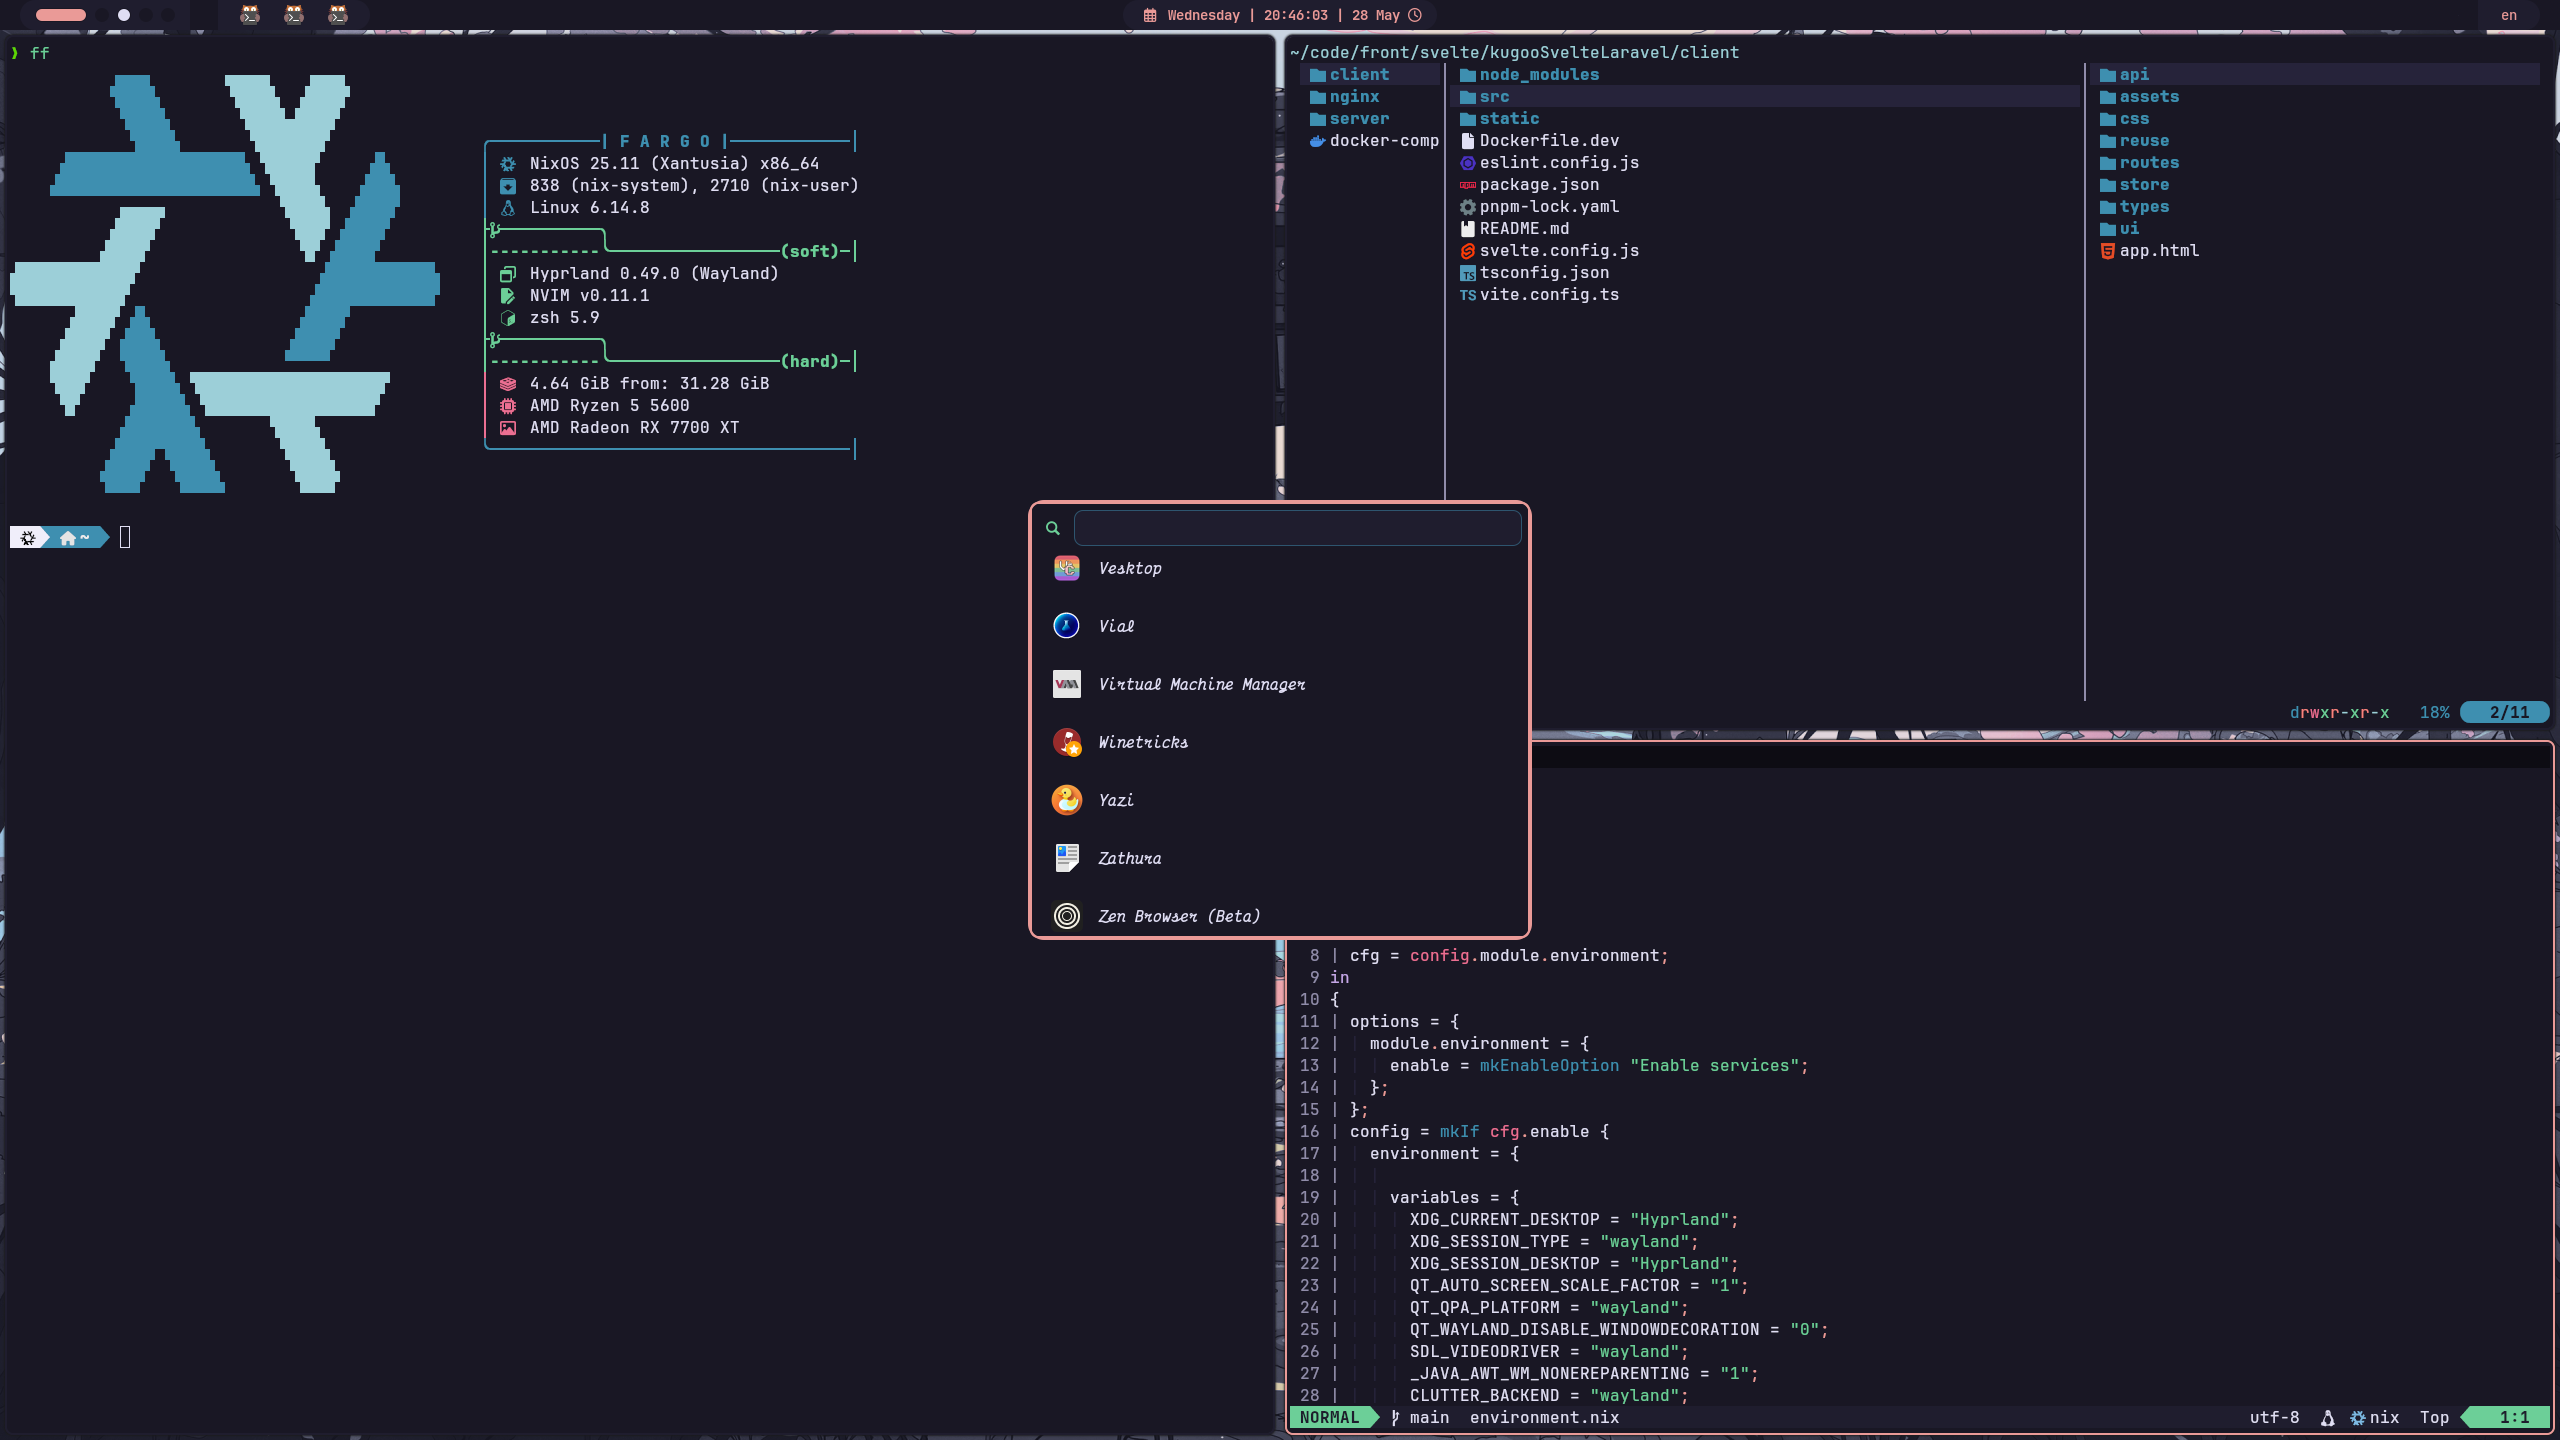 Wednesday | 20:46:03 | 28 May
en
❯ ff
| F A R G O |
NixOS 25.11 (Xantusia) x86_64
838 (nix-system), 2710 (nix-user)
Linux 6.14.8
-----------
(soft)
Hyprland 0.49.0 (Wayland)
NVIM v0.11.1
zsh 5.9
-----------
(hard)
4.64 GiB from: 31.28 GiB
AMD Ryzen 5 5600
AMD Radeon RX 7700 XT
~
~/code/front/svelte/kugooSvelteLaravel/client
client
nginx
server
docker-comp
node_modules
src
static
Dockerfile.dev
eslint.config.js
package.json
pnpm-lock.yaml
README.md
svelte.config.js
tsconfig.json
vite.config.ts
api
assets
css
reuse
routes
store
types
ui
app.html
drwxr-xr-x 18% 2/11
Vesktop
Vial
Virtual Machine Manager
Winetricks
Yazi
Zathura
Zen Browser (Beta)
8 | cfg = config.module.environment;
9 in
10 {
11 | options = {
12 | | module.environment = {
13 | | | enable = mkEnableOption "Enable services";
14 | | };
15 | };
16 | config = mkIf cfg.enable {
17 | | environment = {
18 | | |
19 | | | variables = {
20 | | | | XDG_CURRENT_DESKTOP = "Hyprland";
21 | | | | XDG_SESSION_TYPE = "wayland";
22 | | | | XDG_SESSION_DESKTOP = "Hyprland";
23 | | | | QT_AUTO_SCREEN_SCALE_FACTOR = "1";
24 | | | | QT_QPA_PLATFORM = "wayland";
25 | | | | QT_WAYLAND_DISABLE_WINDOWDECORATION = "0";
26 | | | | SDL_VIDEODRIVER = "wayland";
27 | | | | _JAVA_AWT_WM_NONEREPARENTING = "1";
28 | | | | CLUTTER_BACKEND = "wayland";
NORMAL main environment.nix utf-8 nix Top 1:1